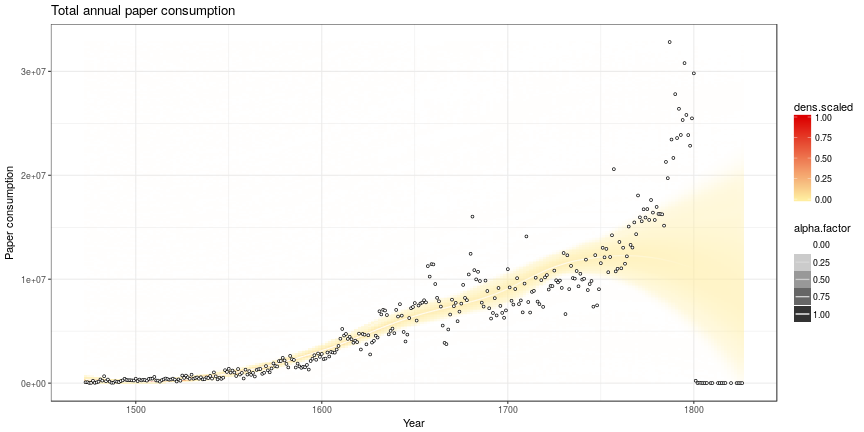 Total annual paper consumption
Paper consumption
3e+07
2e+07
1e+07
0e+00
1500
1600
1700
1800
Year
dens.scaled
1.00
0.75
0.50
0.25
0.00
alpha.factor
0.00
0.25
0.50
0.75
1.00